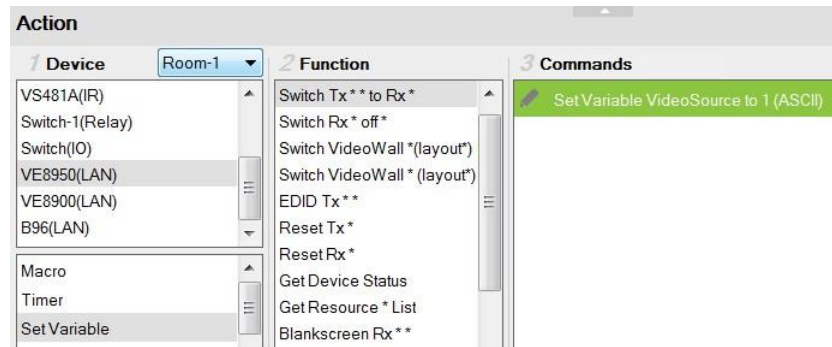 Action
1 Device Room-1
VS481A(IR)
Switch-1(Relay)
Switch(IO)
VE8950(LAN)
VE8900(LAN)
B96(LAN)
Macro
Timer
Set Variable
2 Function
Switch Tx * * to Rx *
Switch Rx * off *
Switch VideoWall *(layout*)
Switch VideoWall * (layout*)
EDID Tx * *
Reset Tx *
Reset Rx *
Get Device Status
Get Resource * List
Blankscreen Rx * *
3 Commands
Set Variable VideoSource to 1 (ASCII)